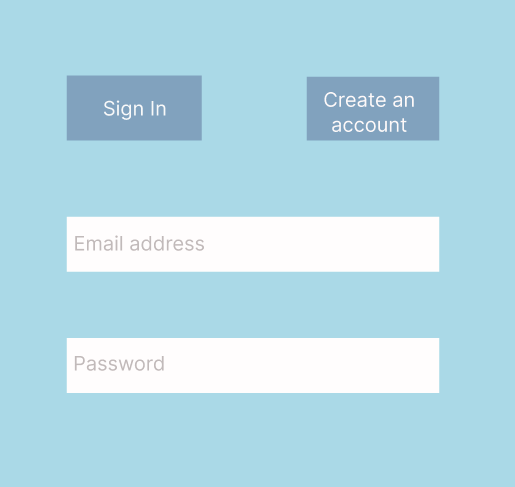 Sign In
Create an
account
Email address
Password